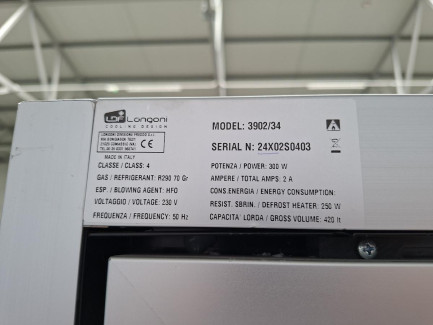 LDF Longoni
COOLING DESIGN
MODEL: 3902/34
SERIAL N: 24X02S0403
CE
MADE IN ITALY
CLASSE / CLASS: 4
GAS / REFRIGERANT: R290 70 Gr
ESP. / BLOWING AGENT: HFO
VOLTAGGIO / VOLTAGE: 230 V
FREQUENZA / FREQUENCY: 50 Hz
POTENZA / POWER: 300 W
AMPERE / TOTAL AMPS: 2 A
CONS.ENERGIA / ENERGY CONSUMPTION:
RESIST. SBRIN. / DEFROST HEATER: 250 W
CAPACITA' LORDA / GROSS VOLUME: 420 lt